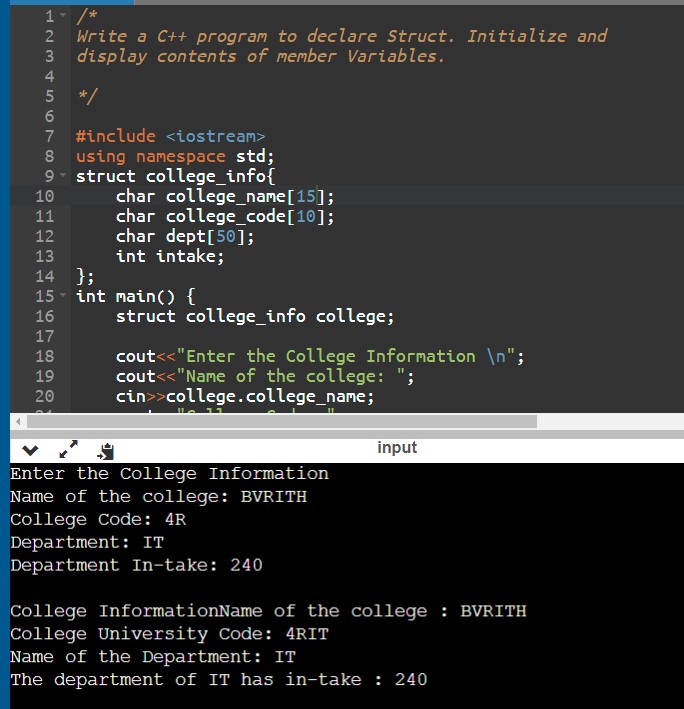 1 /*
2 Write a C++ program to declare Struct. Initialize and
3 display contents of member Variables.
4
5 */
6
7 #include <iostream>
8 using namespace std;
9 struct college_info{
10 char college_name[15];
11 char college_code[10];
12 char dept[50];
13 int intake;
14 };
15 int main() {
16 struct college_info college;
17
18 cout<<"Enter the College Information \n";
19 cout<<"Name of the college: ";
20 cin>>college.college_name;
input
Enter the College Information
Name of the college: BVRITH
College Code: 4R
Department: IT
Department In-take: 240
College InformationName of the college : BVRITH
College University Code: 4RIT
Name of the Department: IT
The department of IT has in-take : 240